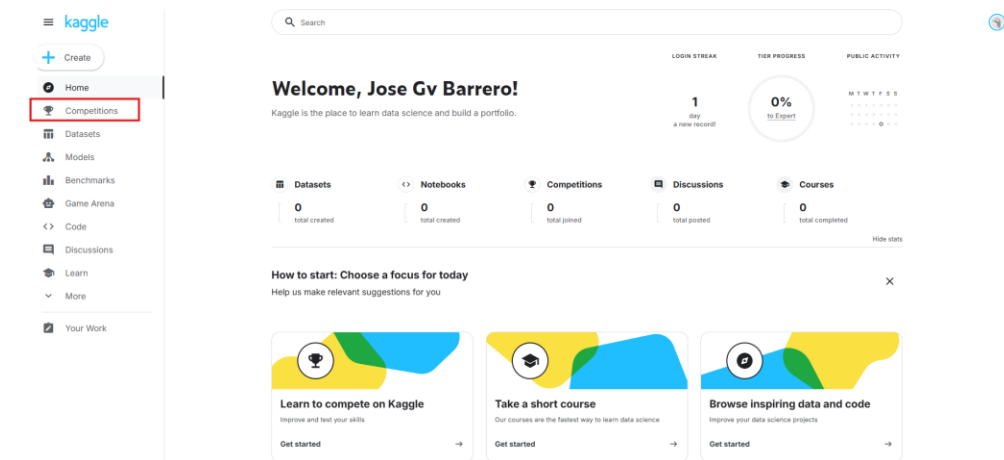 kaggle
Create
Home
Competitions
Datasets
Models
Benchmarks
Game Arena
Code
Discussions
Learn
More
Your Work
Search
Welcome, Jose Gv Barrero!
Kaggle is the place to learn data science and build a portfolio.
LOGIN STREAK
1
day
a new record!
TIER PROGRESS
0%
to Expert
PUBLIC ACTIVITY
M T W T F S S
Datasets
0
total created
Notebooks
0
total created
Competitions
0
total joined
Discussions
0
total posted
Courses
0
total completed
Hide stats
How to start: Choose a focus for today
Help us make relevant suggestions for you
Learn to compete on Kaggle
Improve and test your skills
Get started
Take a short course
Our courses are the fastest way to learn data science
Get started
Browse inspiring data and code
Improve your data science projects
Get started